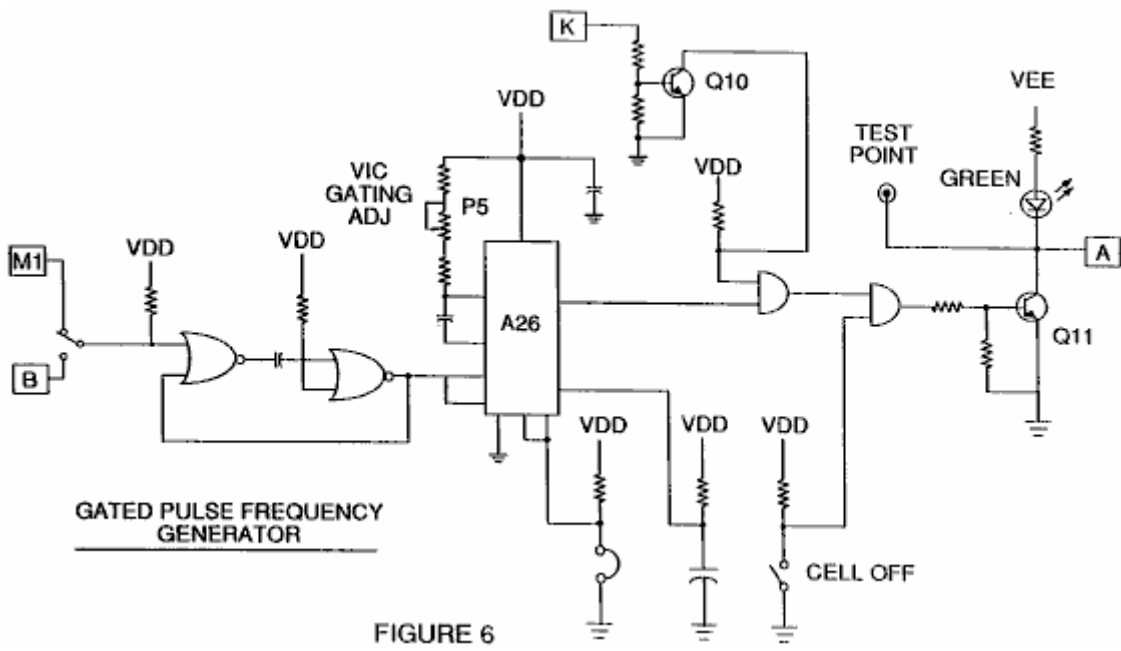 K
Q10
VDD
VEE
TEST
POINT
VIC
GATING
ADJ
P5
VDD
GREEN
M1
VDD
VDD
A
A26
Q11
B
VDD
VDD
VDD
GATED PULSE FREQUENCY
GENERATOR
CELL OFF
FIGURE 6